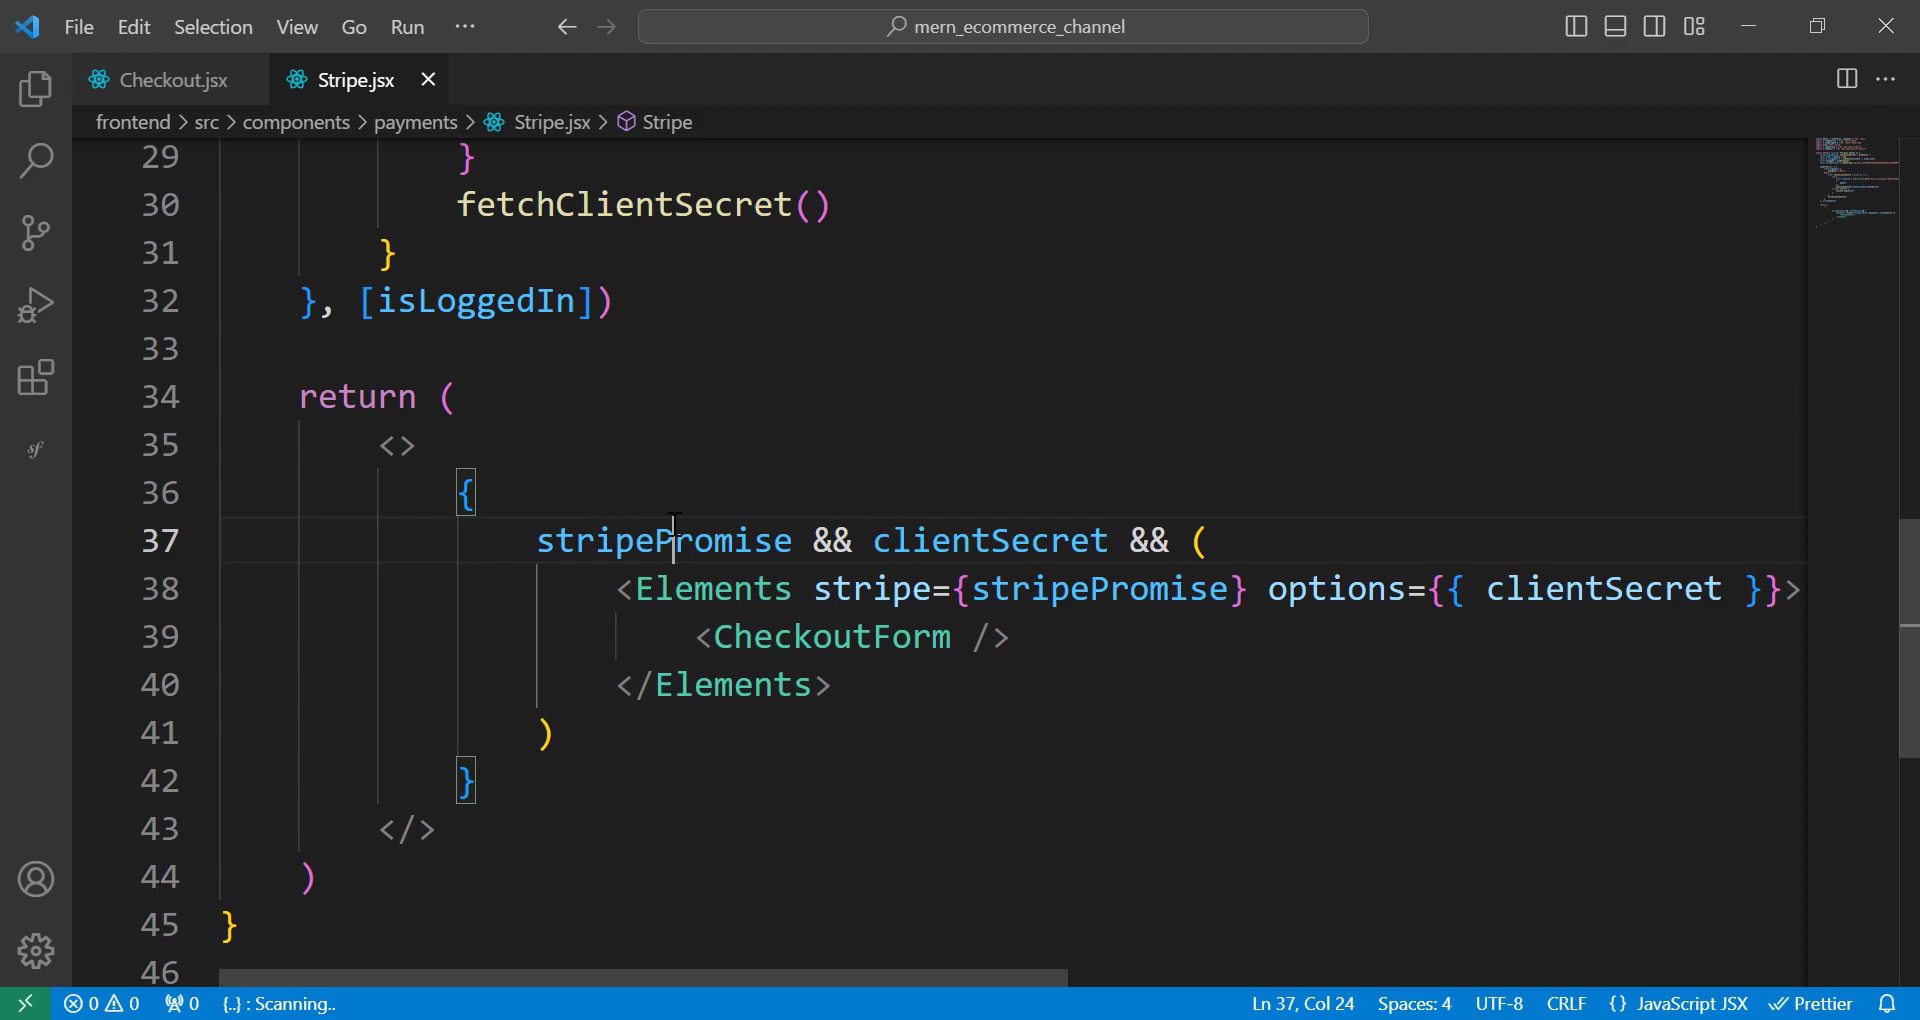 File Edit Selection View Go Run ··· mern_ecommerce_channel
Checkout.jsx Stripe.jsx
frontend > src > components > payments > Stripe.jsx > Stripe
29 }
30 fetchClientSecret()
31 }
32 }, [isLoggedIn])
33
34 return (
35 <>
36 {
37 stripePromise && clientSecret && (
38 <Elements stripe={stripePromise} options={{ clientSecret }}>
39 <CheckoutForm />
40 </Elements>
41 )
42 }
43 </>
44 )
45 }
46
0 0 0 {..} : Scanning.. Ln 37, Col 24 Spaces: 4 UTF-8 CRLF {} JavaScript JSX Prettier